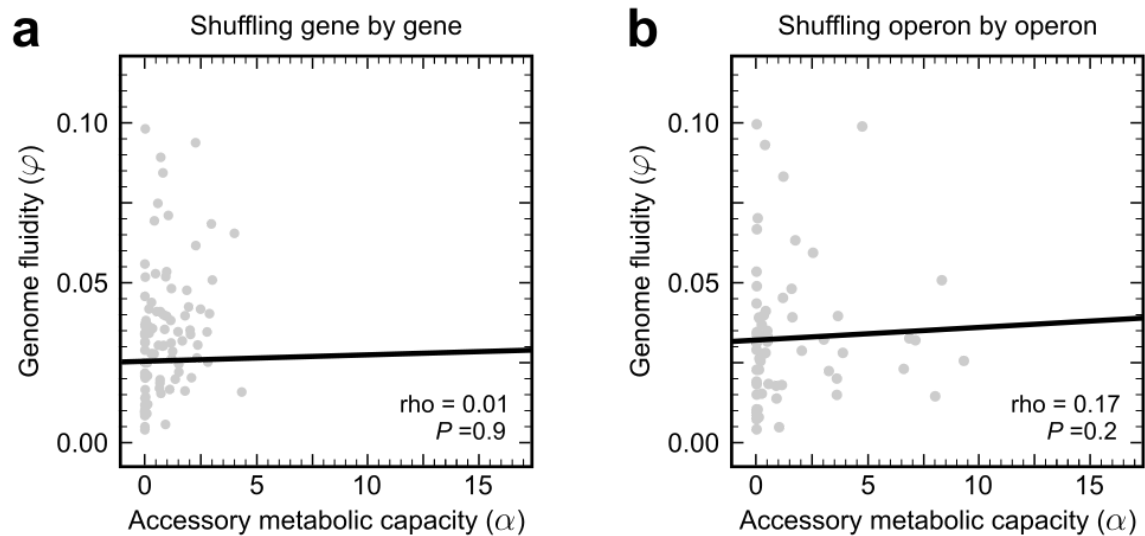 a
Shuffling gene by gene
Genome fluidity (φ)
0.10
0.05
0.00
rho = 0.01
P =0.9
0 5 10 15
Accessory metabolic capacity (α)
b
Shuffling operon by operon
Genome fluidity (φ)
0.10
0.05
0.00
rho = 0.17
P =0.2
0 5 10 15
Accessory metabolic capacity (α)